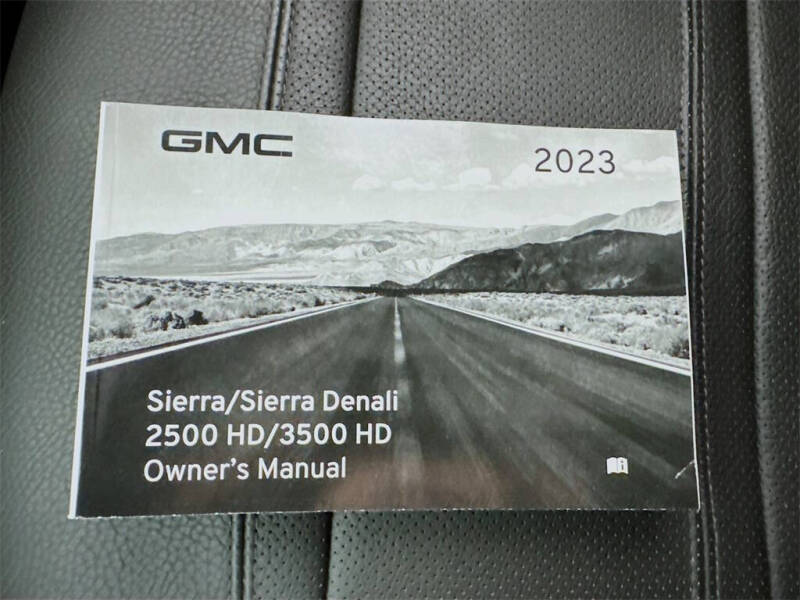 GMC
2023
Sierra/Sierra Denali
2500 HD/3500 HD
Owner's Manual